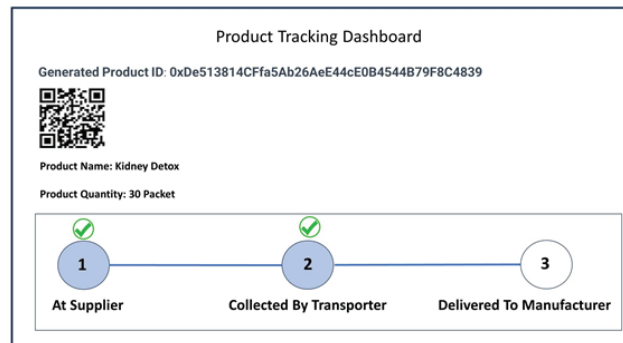 Product Tracking Dashboard
Generated Product ID: 0xDe513814CFfa5Ab26AeE44cE0B4544B79F8C4839
Product Name: Kidney Detox
Product Quantity: 30 Packet
1
2
3
At Supplier
Collected By Transporter
Delivered To Manufacturer